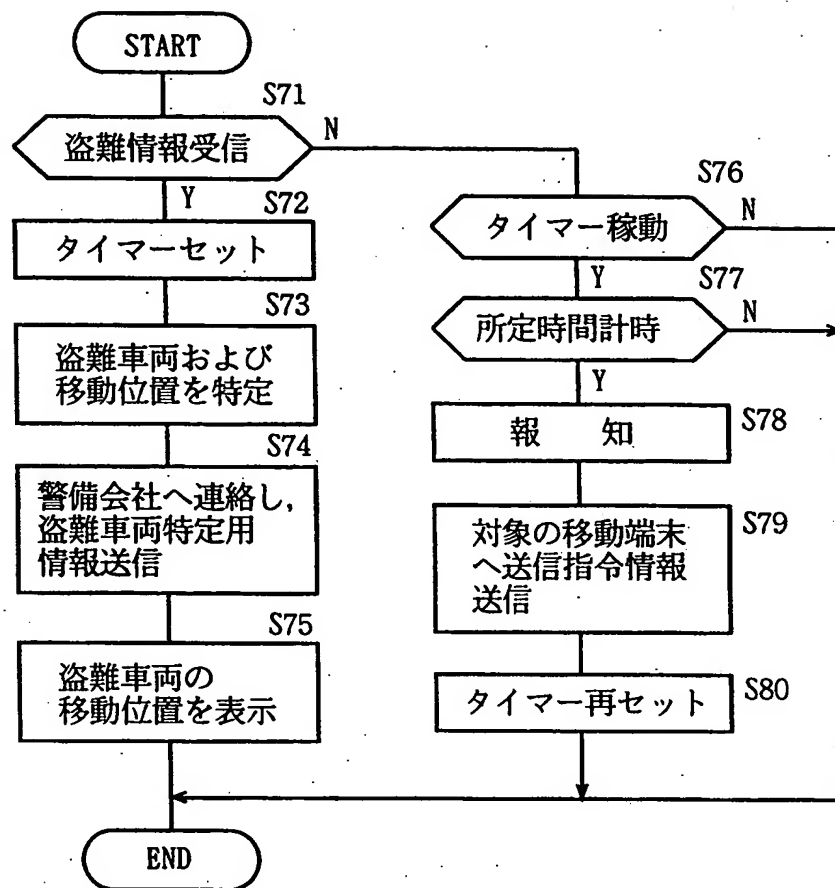 START
S71
盗難情報受信
N
Y
S72
タイマーセット
S73
盗難車両および
移動位置を特定
S74
警備会社へ連絡し,
盗難車両特定用
情報送信
S75
盗難車両の
移動位置を表示
S76
タイマー稼動
N
Y
S77
所定時間計時
N
Y
報 知
S78
対象の移動端末
へ送信指令情報
送信
S79
タイマー再セット
S80
END